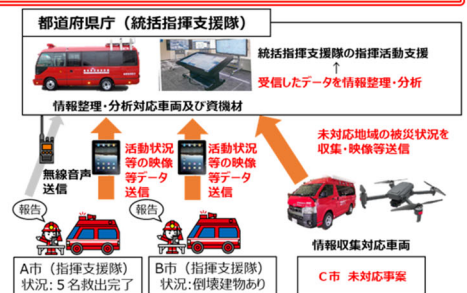 都道府県庁（統括指揮支援隊）
統括指揮支援隊の指揮活動支援
↑
受信したデータを情報整理・分析
情報整理・分析対応車両及び資機材
無線音声
送信
活動状況
等の映像
等データ
送信
活動状況
等の映像
等データ
送信
未対応地域の被災状況を
収集・映像等送信
報告
報告
情報収集対応車両
A市（指揮支援隊）
状況：５名救出完了
B市（指揮支援隊）
状況：倒壊建物あり
C市 未対応事案